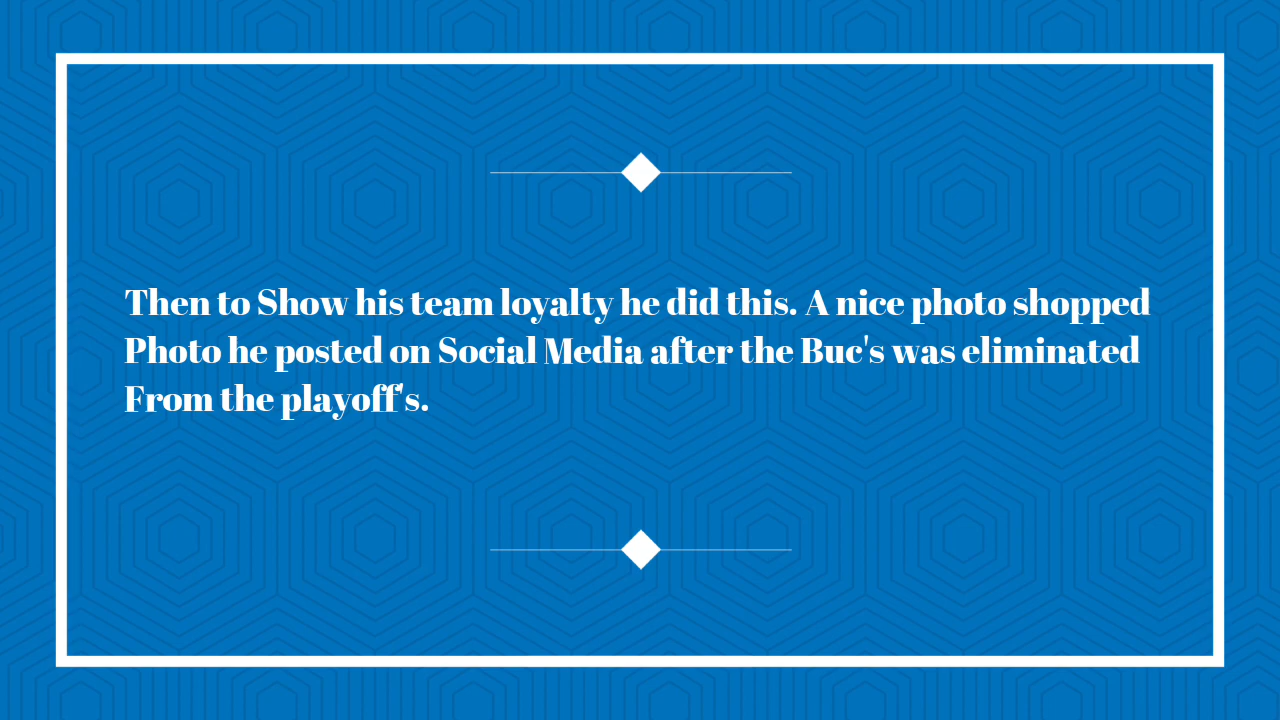 Then to Show his team loyalty he did this. A nice photo shopped
Photo he posted on Social Media after the Buc's was eliminated
From the playoff's.